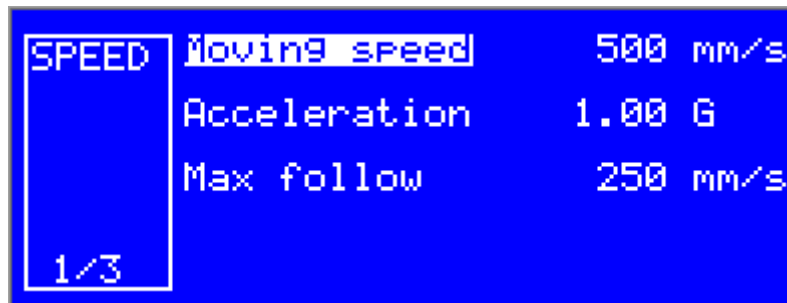 SPEED
Moving speed 500 mm/s
Acceleration 1.00 G
Max follow 250 mm/s
1/3